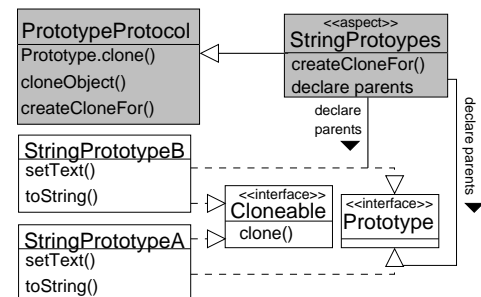 PrototypeProtocol
Prototype.clone()
cloneObject()
createCloneFor()
<<aspect>>
StringProtoypes
createCloneFor()
declare parents
declare
parents
declare parents
StringPrototypeB
setText()
toString()
<<interface>>
Cloneable
clone()
<<interface>>
Prototype
StringPrototypeA
setText()
toString()